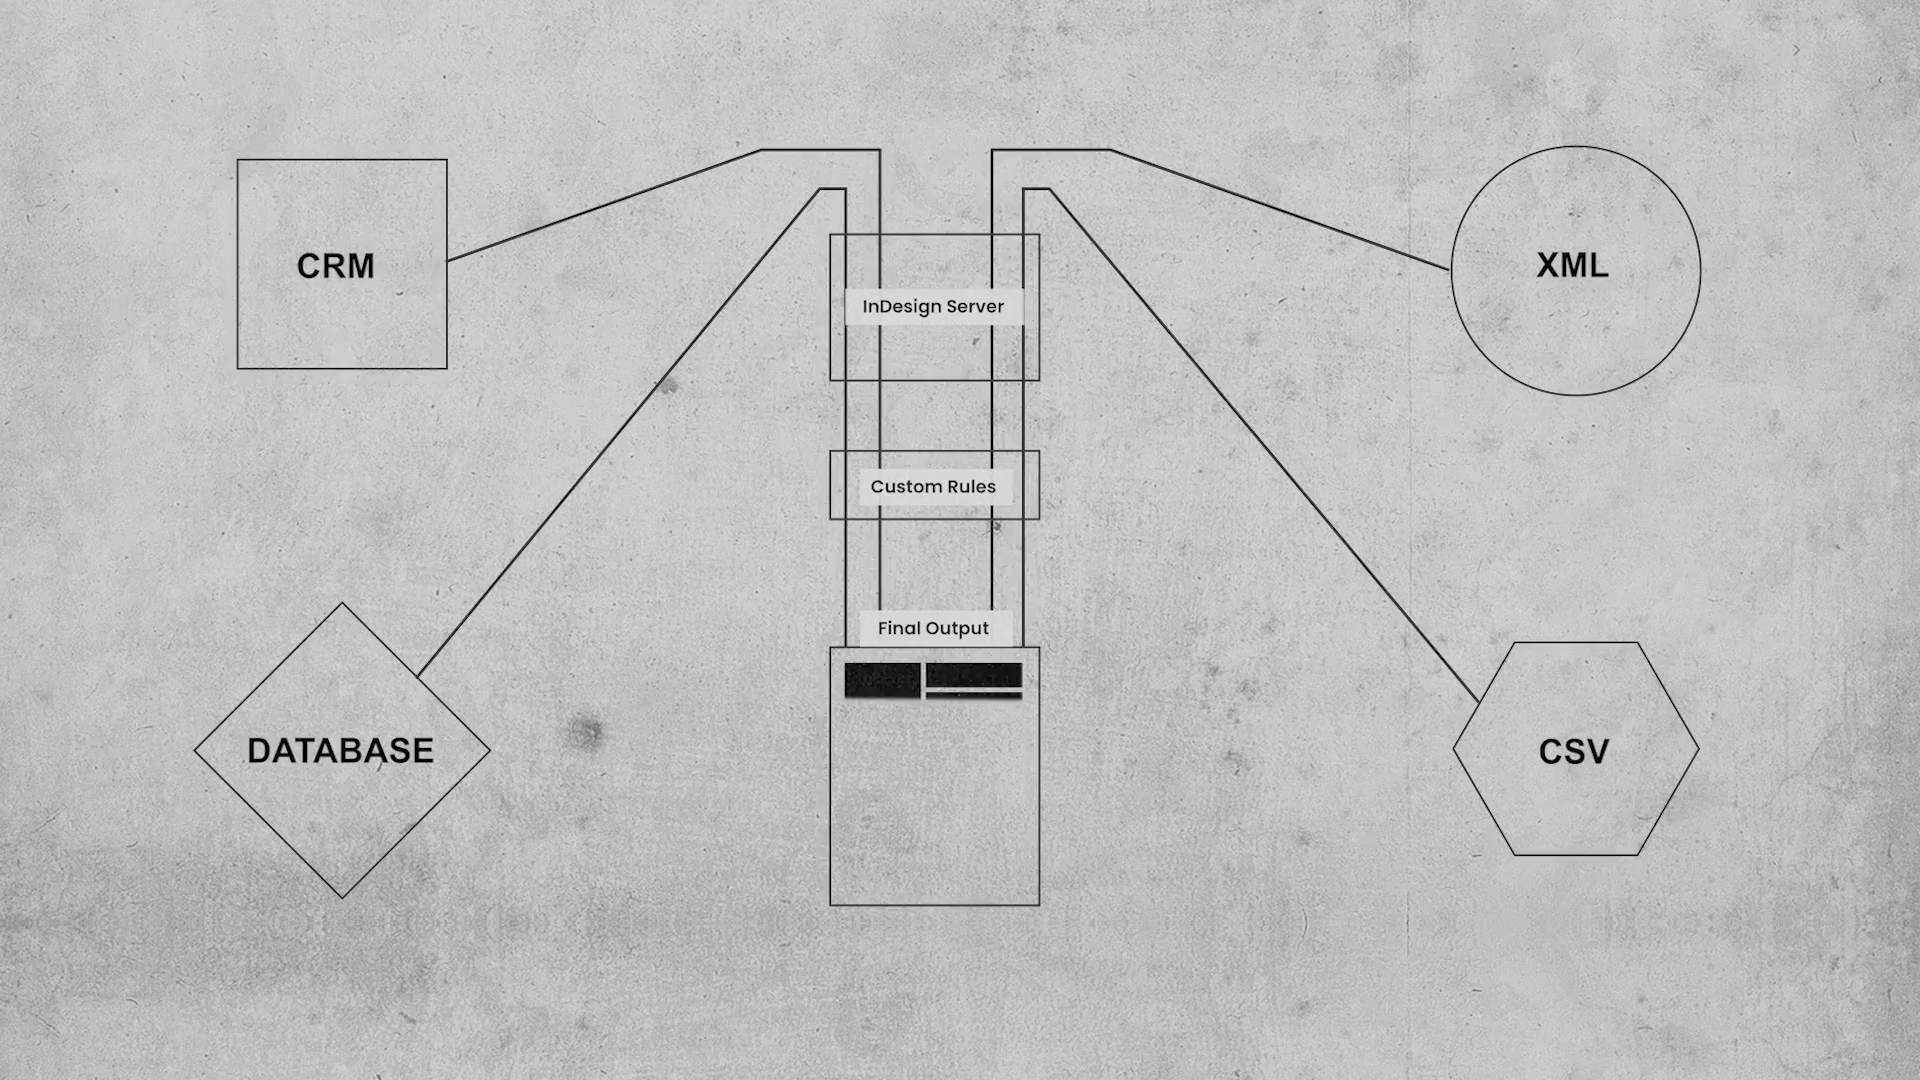 CRM
XML
InDesign Server
Custom Rules
Final Output
DATABASE
CSV